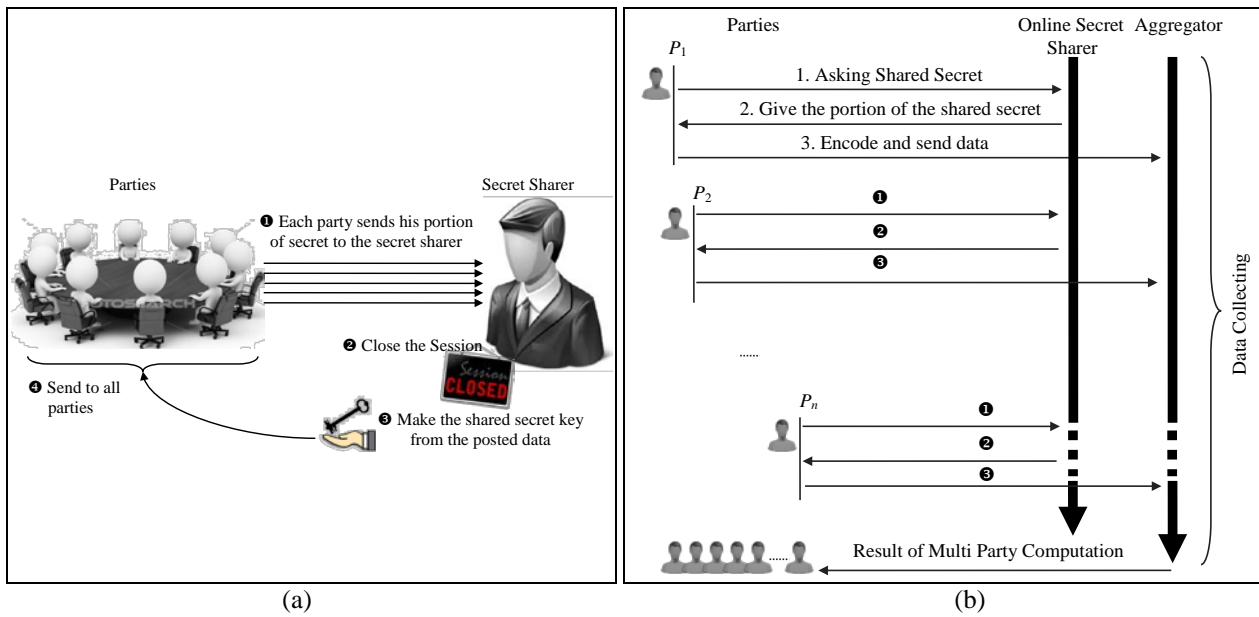 Parties
Secret Sharer
❶ Each party sends his portion
of secret to the secret sharer
❷ Close the Session
Session
CLOSED
❹ Send to all
parties
❸ Make the shared secret key
from the posted data
(a)
Parties
Online Secret
Sharer
Aggregator
P1
1. Asking Shared Secret
2. Give the portion of the shared secret
3. Encode and send data
P2
❶
❷
❸
......
Pn
❶
❷
❸
Data Collecting
Result of Multi Party Computation
......
(b)